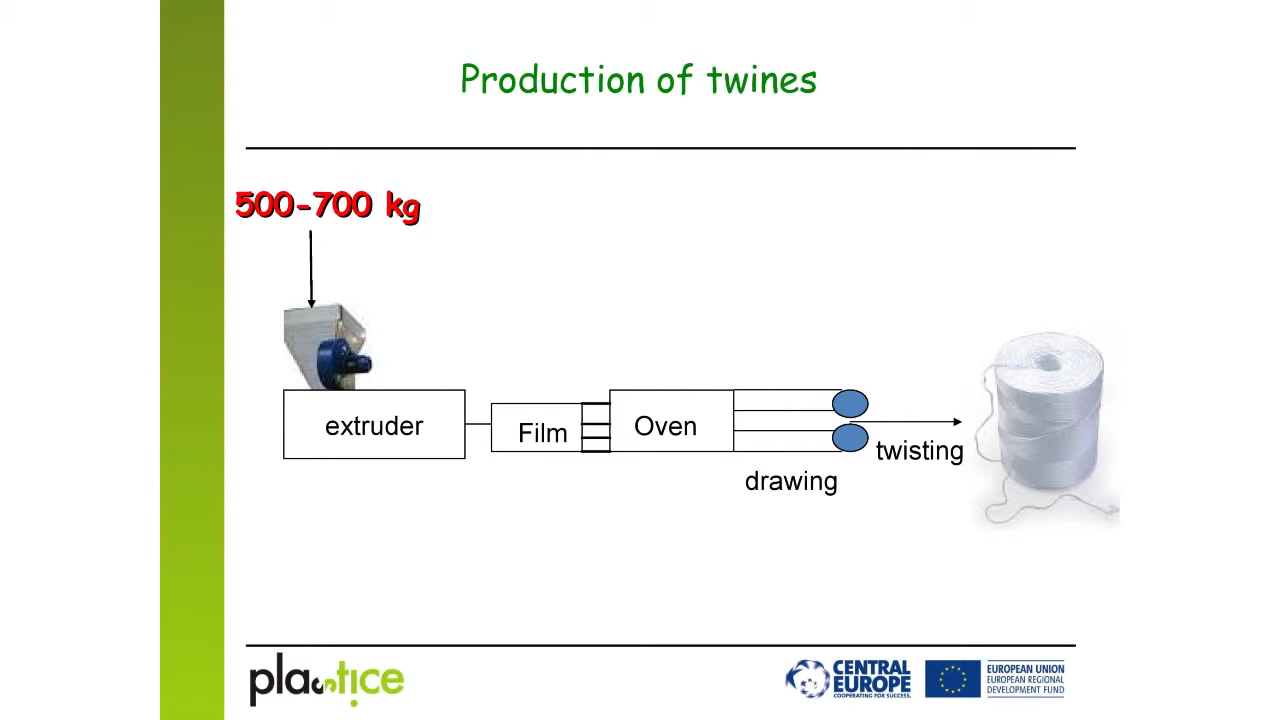 Production of twines
500-700 kg
extruder
Film
Oven
drawing
twisting
plastice
CENTRAL
EUROPE
COOPERATING FOR SUCCESS.
EUROPEAN UNION
EUROPEAN REGIONAL
DEVELOPMENT FUND